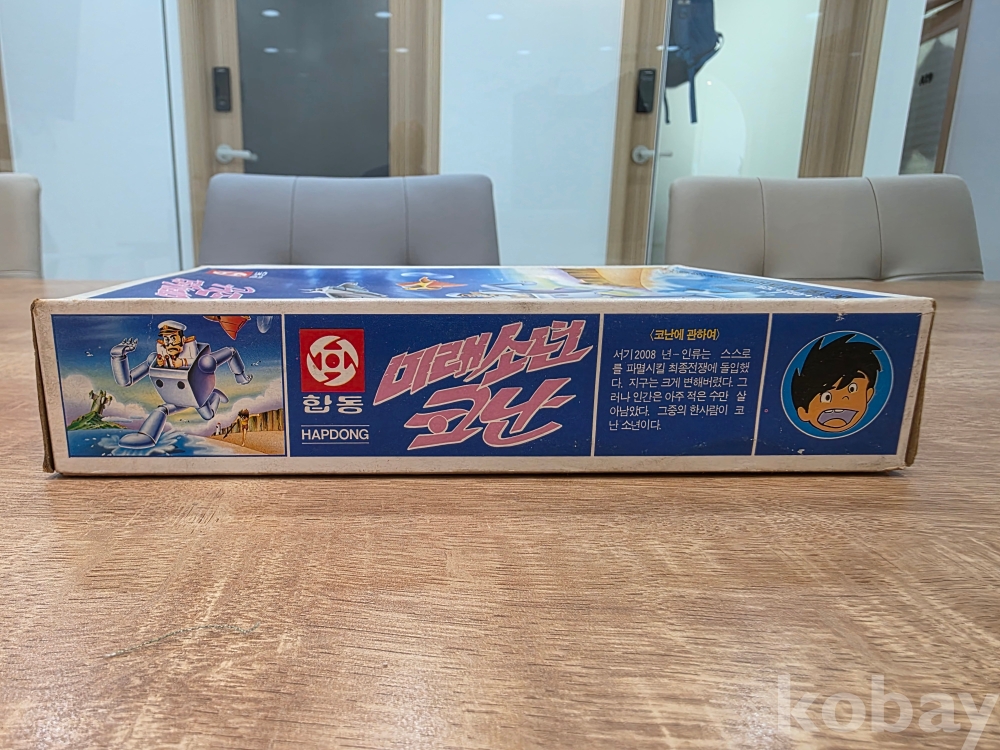 합동
HAPDONG
미래소년
코난
〈코난에 관하여〉
서기2008 년-인류는 스스로
를 파멸시킬 최종전쟁에 돌입했
다. 지구는 크게 변해버렸다. 그
러나 인간은 아주 적은 수만 살
아남았다. 그중의 한사람이 코
난 소년이다.
kobay